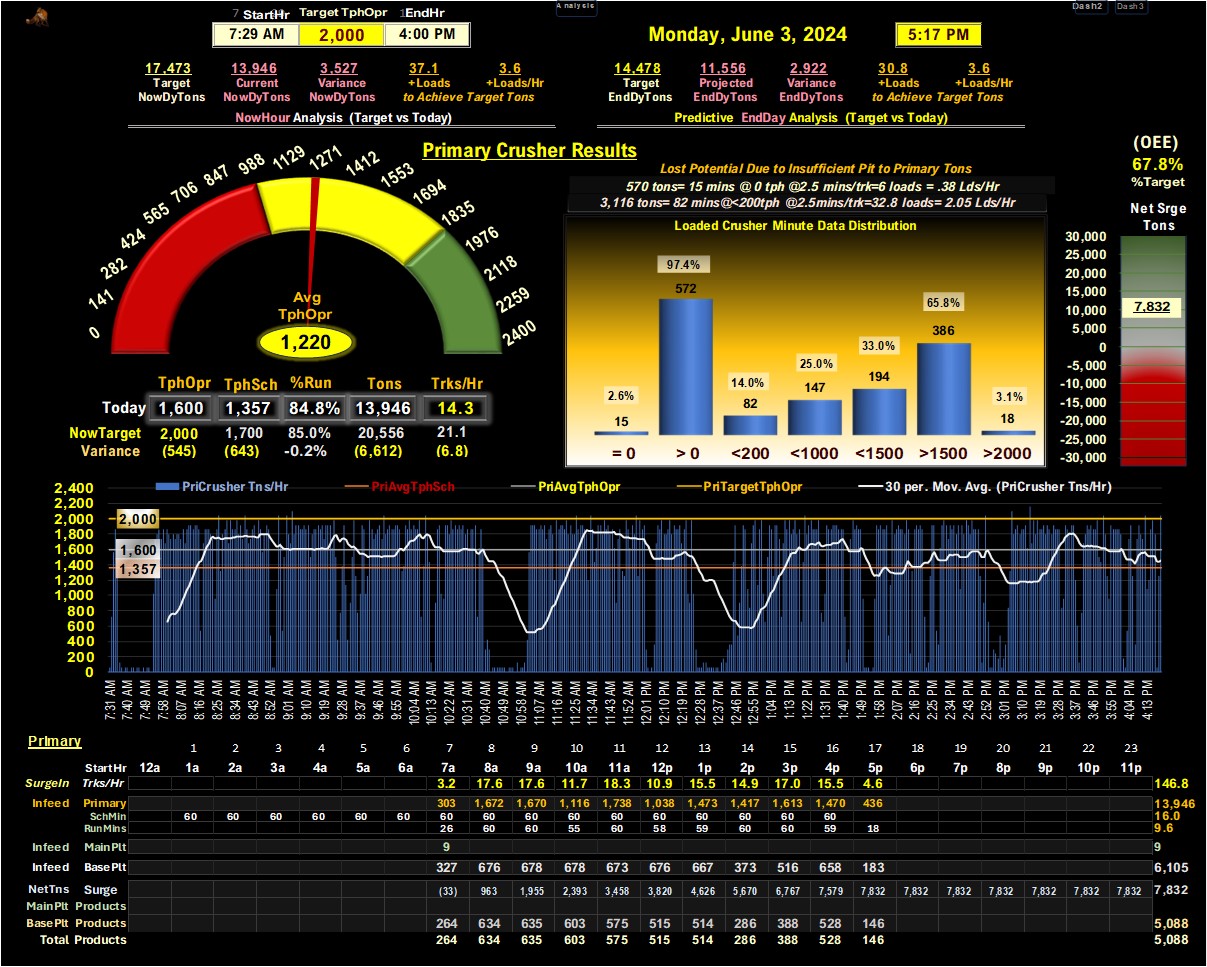 Analysis
Dash2 Dash3
7 StartHr Target TphOpr 1 EndHr
7:29 AM 2,000 4:00 PM
Monday, June 3, 2024 5:17 PM
17,473 13,946 3,527 37.1 3.6
Target Current Variance +Loads +Loads/Hr
NowDyTons NowDyTons NowDyTons to Achieve Target Tons
NowHour Analysis (Target vs Today)
14,478 11,556 2,922 30.8 3.6
Target Projected Variance +Loads +Loads/Hr
EndDyTons EndDyTons EndDyTons to Achieve Target Tons
Predictive EndDay Analysis (Target vs Today)
Primary Crusher Results
0 141 282 424 565 706 847 988 1129 1271 1412 1553 1694 1835 1976 2118 2259 2400
Avg
TphOpr
1,220
TphOpr TphSch %Run Tons Trks/Hr
Today 1,600 1,357 84.8% 13,946 14.3
NowTarget 2,000 1,700 85.0% 20,556 21.1
Variance (545) (643) -0.2% (6,612) (6.8)
Lost Potential Due to Insufficient Pit to Primary Tons
570 tons= 15 mins @ 0 tph @2.5 mins/trk=6 loads = .38 Lds/Hr
3,116 tons= 82 mins@<200tph @2.5mins/trk=32.8 loads= 2.05 Lds/Hr
Loaded Crusher Minute Data Distribution
2.6% 97.4% 14.0% 25.0% 33.0% 65.8% 3.1%
15 572 82 147 194 386 18
= 0 > 0 <200 <1000 <1500 >1500 >2000
(OEE)
67.8%
%Target
Net Srge
Tons
30,000
25,000
20,000
15,000
10,000
5,000
0
-5,000
-10,000
-15,000
-20,000
-25,000
-30,000
7,832
PriCrusher Tns/Hr PriAvgTphSch PriAvgTphOpr PriTargetTphOpr 30 per. Mov. Avg. (PriCrusher Tns/Hr)
2,400
2,200
2,000
1,800
1,600
1,400
1,200
1,000
800
600
400
200
0
2,000
1,600
1,357
7:31 AM 7:40 AM 7:49 AM 7:58 AM 8:07 AM 8:16 AM 8:25 AM 8:34 AM 8:43 AM 8:52 AM 9:01 AM 9:10 AM 9:19 AM 9:28 AM 9:37 AM 9:46 AM 9:55 AM 10:04 AM 10:13 AM 10:22 AM 10:31 AM 10:40 AM 10:49 AM 10:58 AM 11:07 AM 11:16 AM 11:25 AM 11:34 AM 11:43 AM 11:52 AM 12:01 PM 12:10 PM 12:19 PM 12:28 PM 12:37 PM 12:46 PM 12:55 PM 1:04 PM 1:13 PM 1:22 PM 1:31 PM 1:40 PM 1:49 PM 1:58 PM 2:07 PM 2:16 PM 2:25 PM 2:34 PM 2:43 PM 2:52 PM 3:01 PM 3:10 PM 3:19 PM 3:28 PM 3:37 PM 3:46 PM 3:55 PM 4:04 PM 4:13 PM
Primary
1 2 3 4 5 6 7 8 9 10 11 12 13 14 15 16 17 18 19 20 21 22 23
StartHr 12a 1a 2a 3a 4a 5a 6a 7a 8a 9a 10a 11a 12p 1p 2p 3p 4p 5p 6p 7p 8p 9p 10p 11p
SurgeIn Trks/Hr 3.2 17.6 17.6 11.7 18.3 10.9 15.5 14.9 17.0 15.5 4.6 146.8
Infeed Primary 303 1,672 1,670 1,116 1,738 1,038 1,473 1,417 1,613 1,470 436 13,946
SchMin 60 60 60 60 60 60 60 60 60 60 60 60 60 60 60 60 16.0
RunMins 26 60 60 55 60 58 59 60 60 59 18 9.6
Infeed MainPlt 9 9
Infeed BasePlt 327 676 678 678 673 676 667 373 516 658 183 6,105
NetTns Surge (33) 963 1,955 2,393 3,458 3,820 4,626 5,670 6,767 7,579 7,832 7,832 7,832 7,832 7,832 7,832 7,832 7,832
MainPlt Products
BasePlt Products 264 634 635 603 575 515 514 286 388 528 146 5,088
Total Products 264 634 635 603 575 515 514 286 388 528 146 5,088